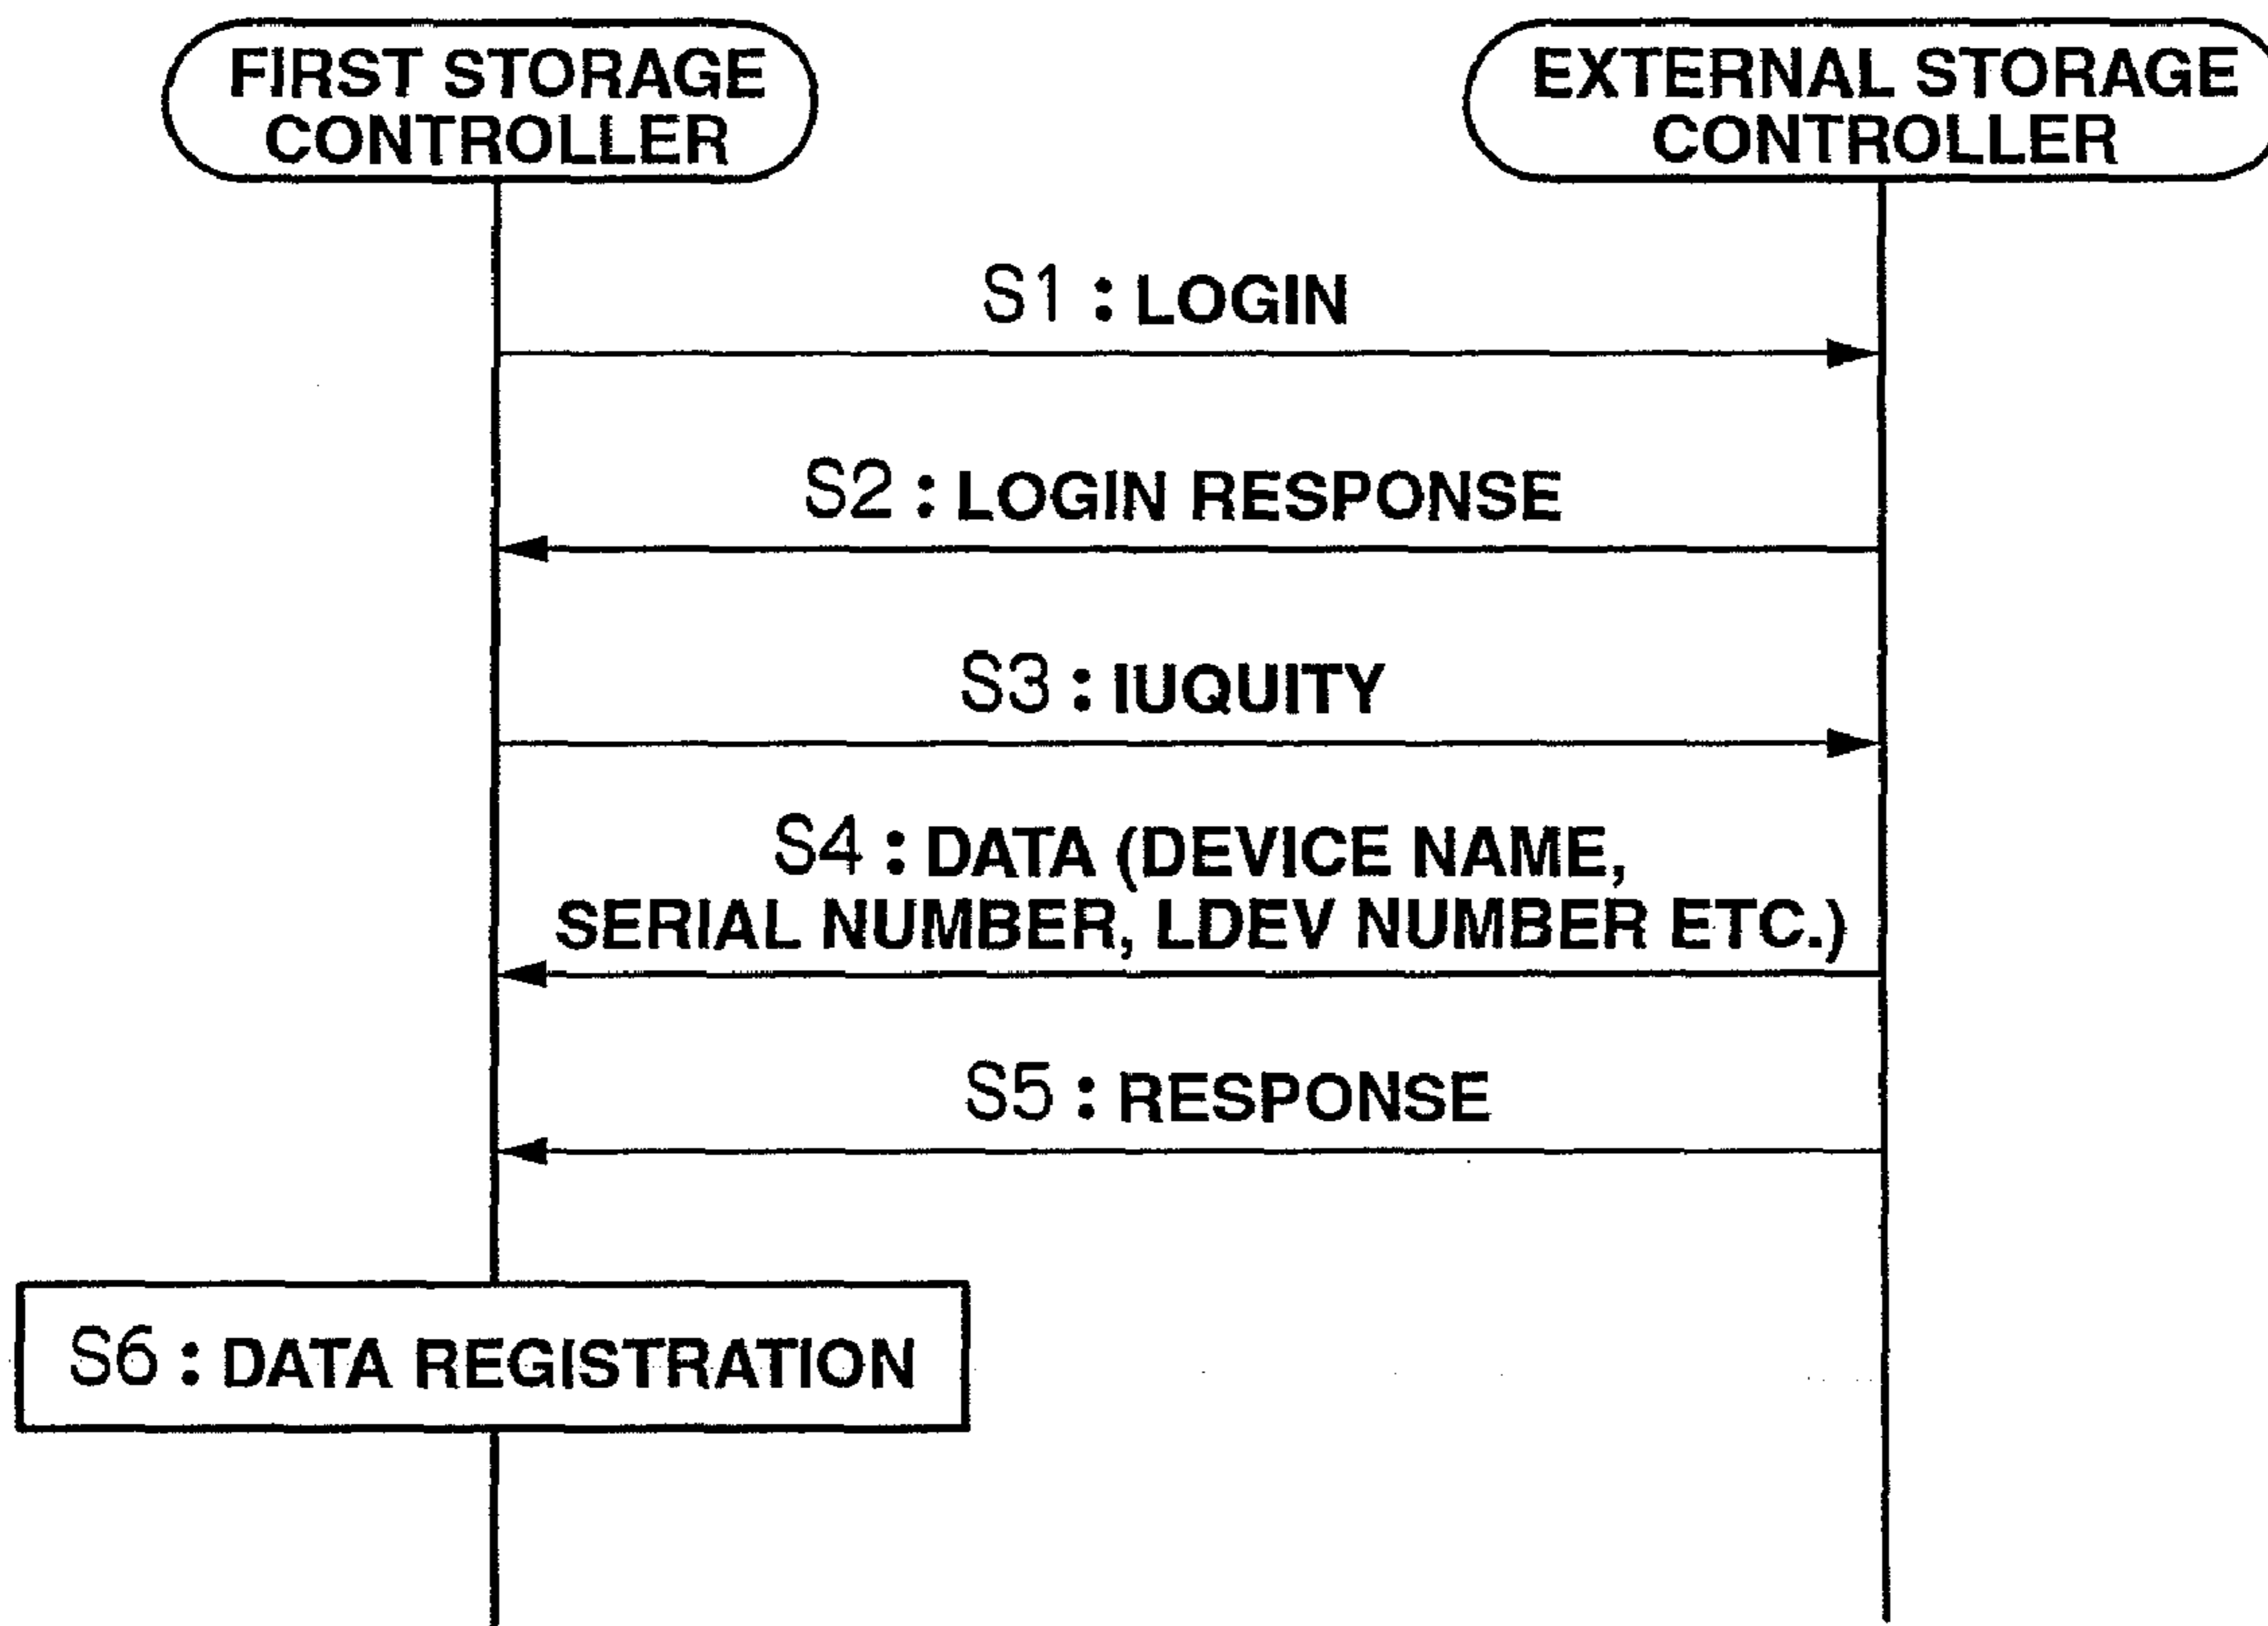 FIRST STORAGE
CONTROLLER
EXTERNAL STORAGE
CONTROLLER
S1 : LOGIN
S2 : LOGIN RESPONSE
S3 : IUQUITY
S4 : DATA (DEVICE NAME,
SERIAL NUMBER, LDEV NUMBER ETC.)
S5 : RESPONSE
S6 : DATA REGISTRATION